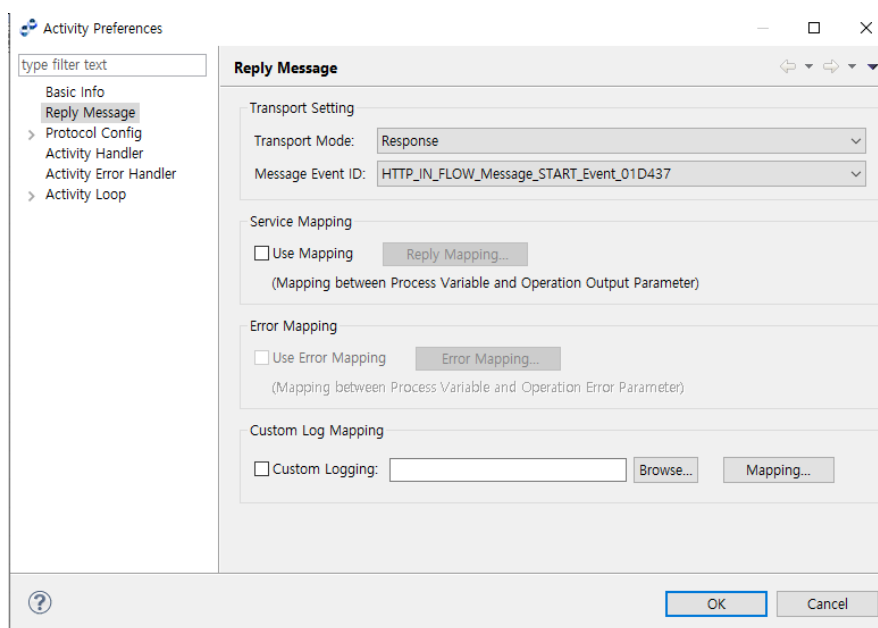 Activity Preferences
type filter text
Basic Info
Reply Message
Protocol Config
Activity Handler
Activity Error Handler
Activity Loop
Reply Message
Transport Setting
Transport Mode: Response
Message Event ID: HTTP_IN_FLOW_Message_START_Event_01D437
Service Mapping
Use Mapping Reply Mapping...
(Mapping between Process Variable and Operation Output Parameter)
Error Mapping
Use Error Mapping Error Mapping...
(Mapping between Process Variable and Operation Error Parameter)
Custom Log Mapping
Custom Logging: Browse... Mapping...
OK Cancel